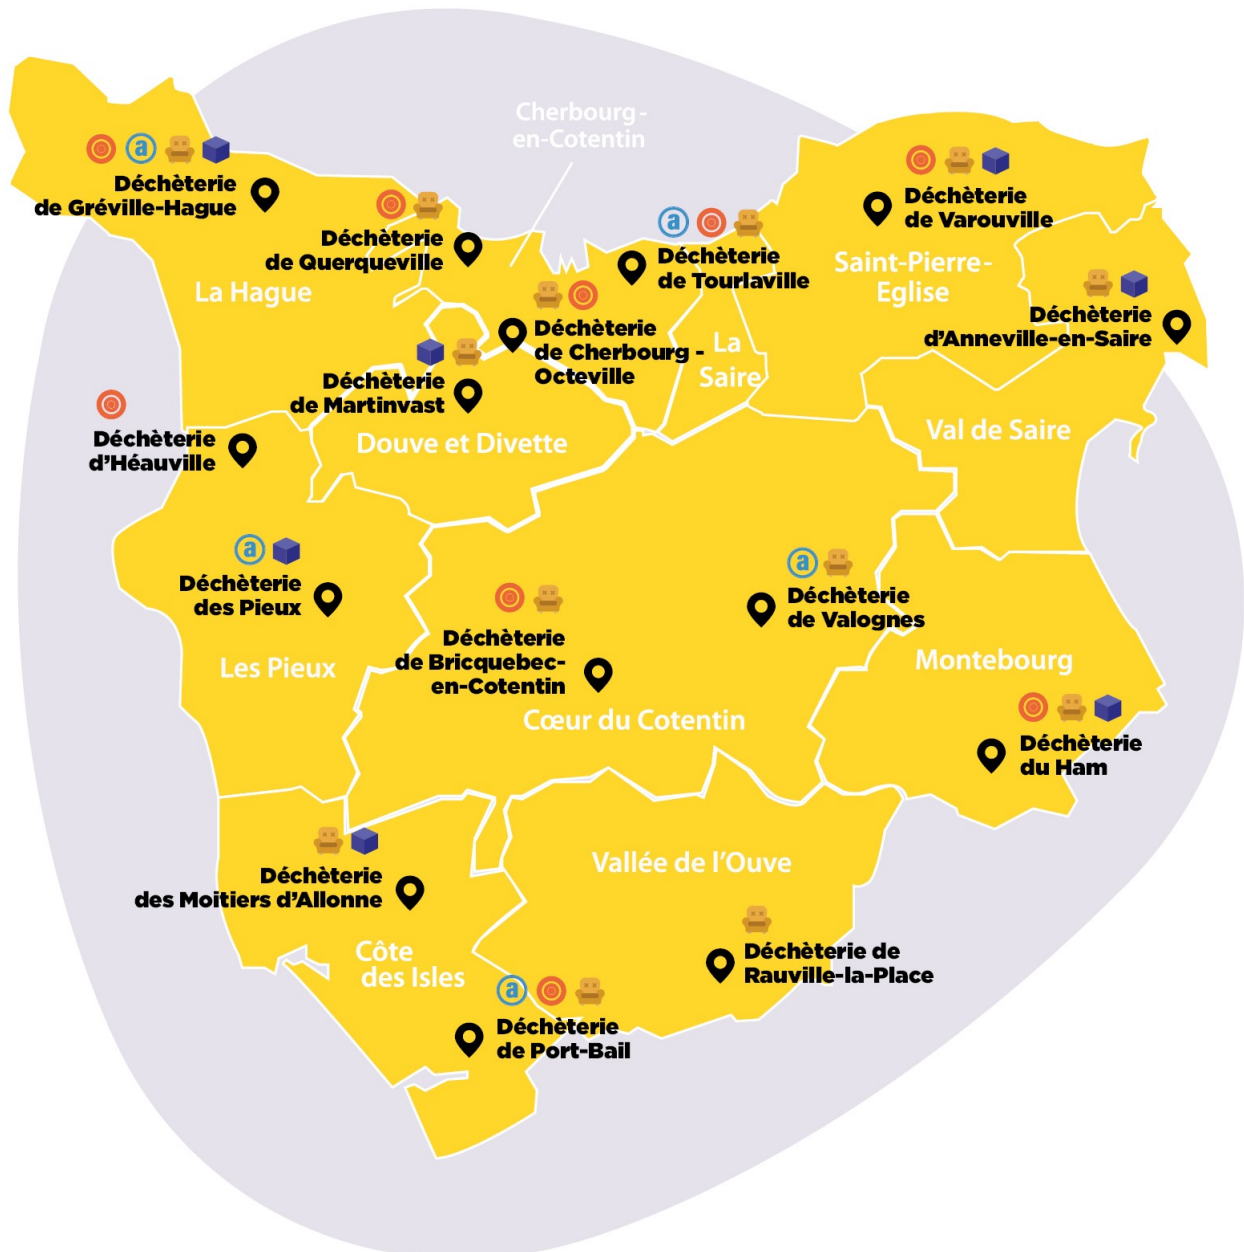 Cherbourg-
en-Cotentin
a
Déchèterie
de Gréville-Hague
Déchèterie
de Varouville
Déchèterie
de Querqueville
a
Déchèterie
de Tourlaville
Saint-Pierre-
Eglise
La Hague
Déchèterie
d'Anneville-en-Saire
Déchèterie
de Cherbourg -
Octeville
La
Saire
Déchèterie
de Martinvast
Douve et Divette
Val de Saire
Déchèterie
d'Héauville
a
Déchèterie
des Pieux
a
Déchèterie
de Valognes
Déchèterie
de Bricquebec-
en-Cotentin
Les Pieux
Montebourg
Cœur du Cotentin
Déchèterie
du Ham
Déchèterie
des Moitiers d'Allonne
Vallée de l'Ouve
Côte
des Isles
Déchèterie de
Rauville-la-Place
a
Déchèterie
de Port-Bail